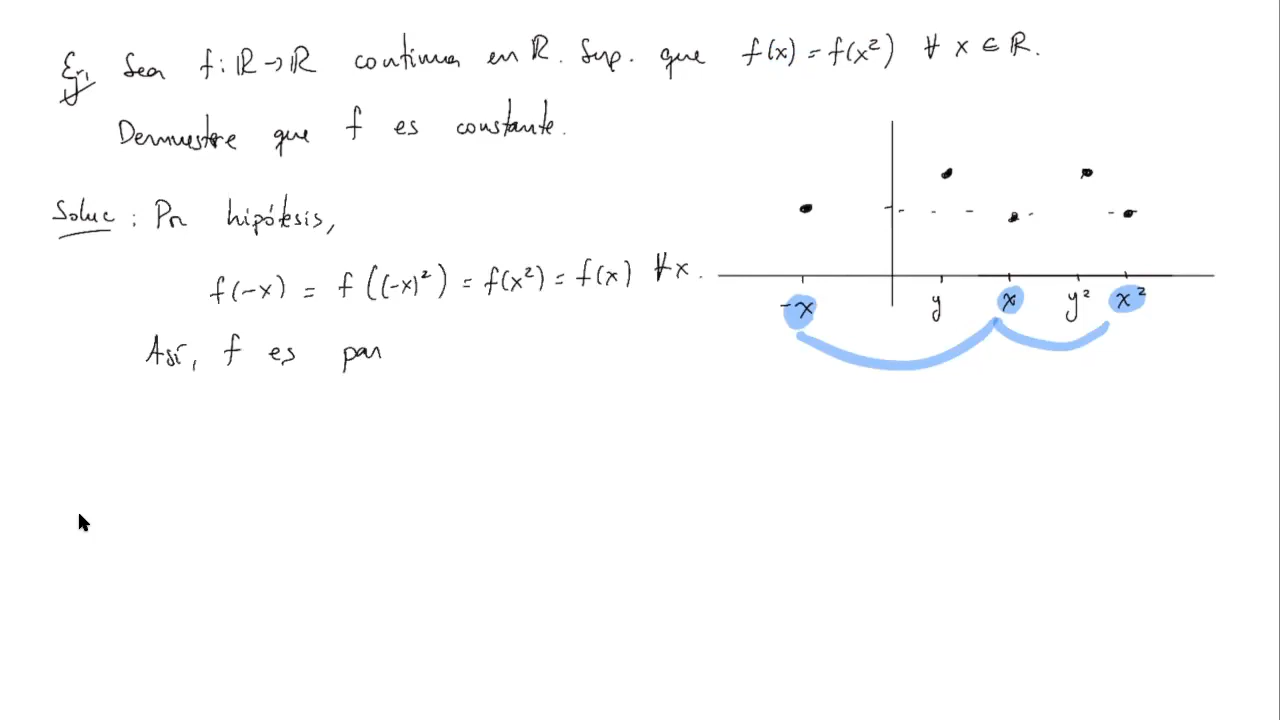 Ej Sea f: ℝ → ℝ continua en ℝ. Sup. que f(x) = f(x²) ∀ x ∈ ℝ.
Demuestre que f es constante.
Soluc: Por hipótesis,
f(-x) = f((-x)²) = f(x²) = f(x) ∀x.
Así, f es par
-x y x y² x²